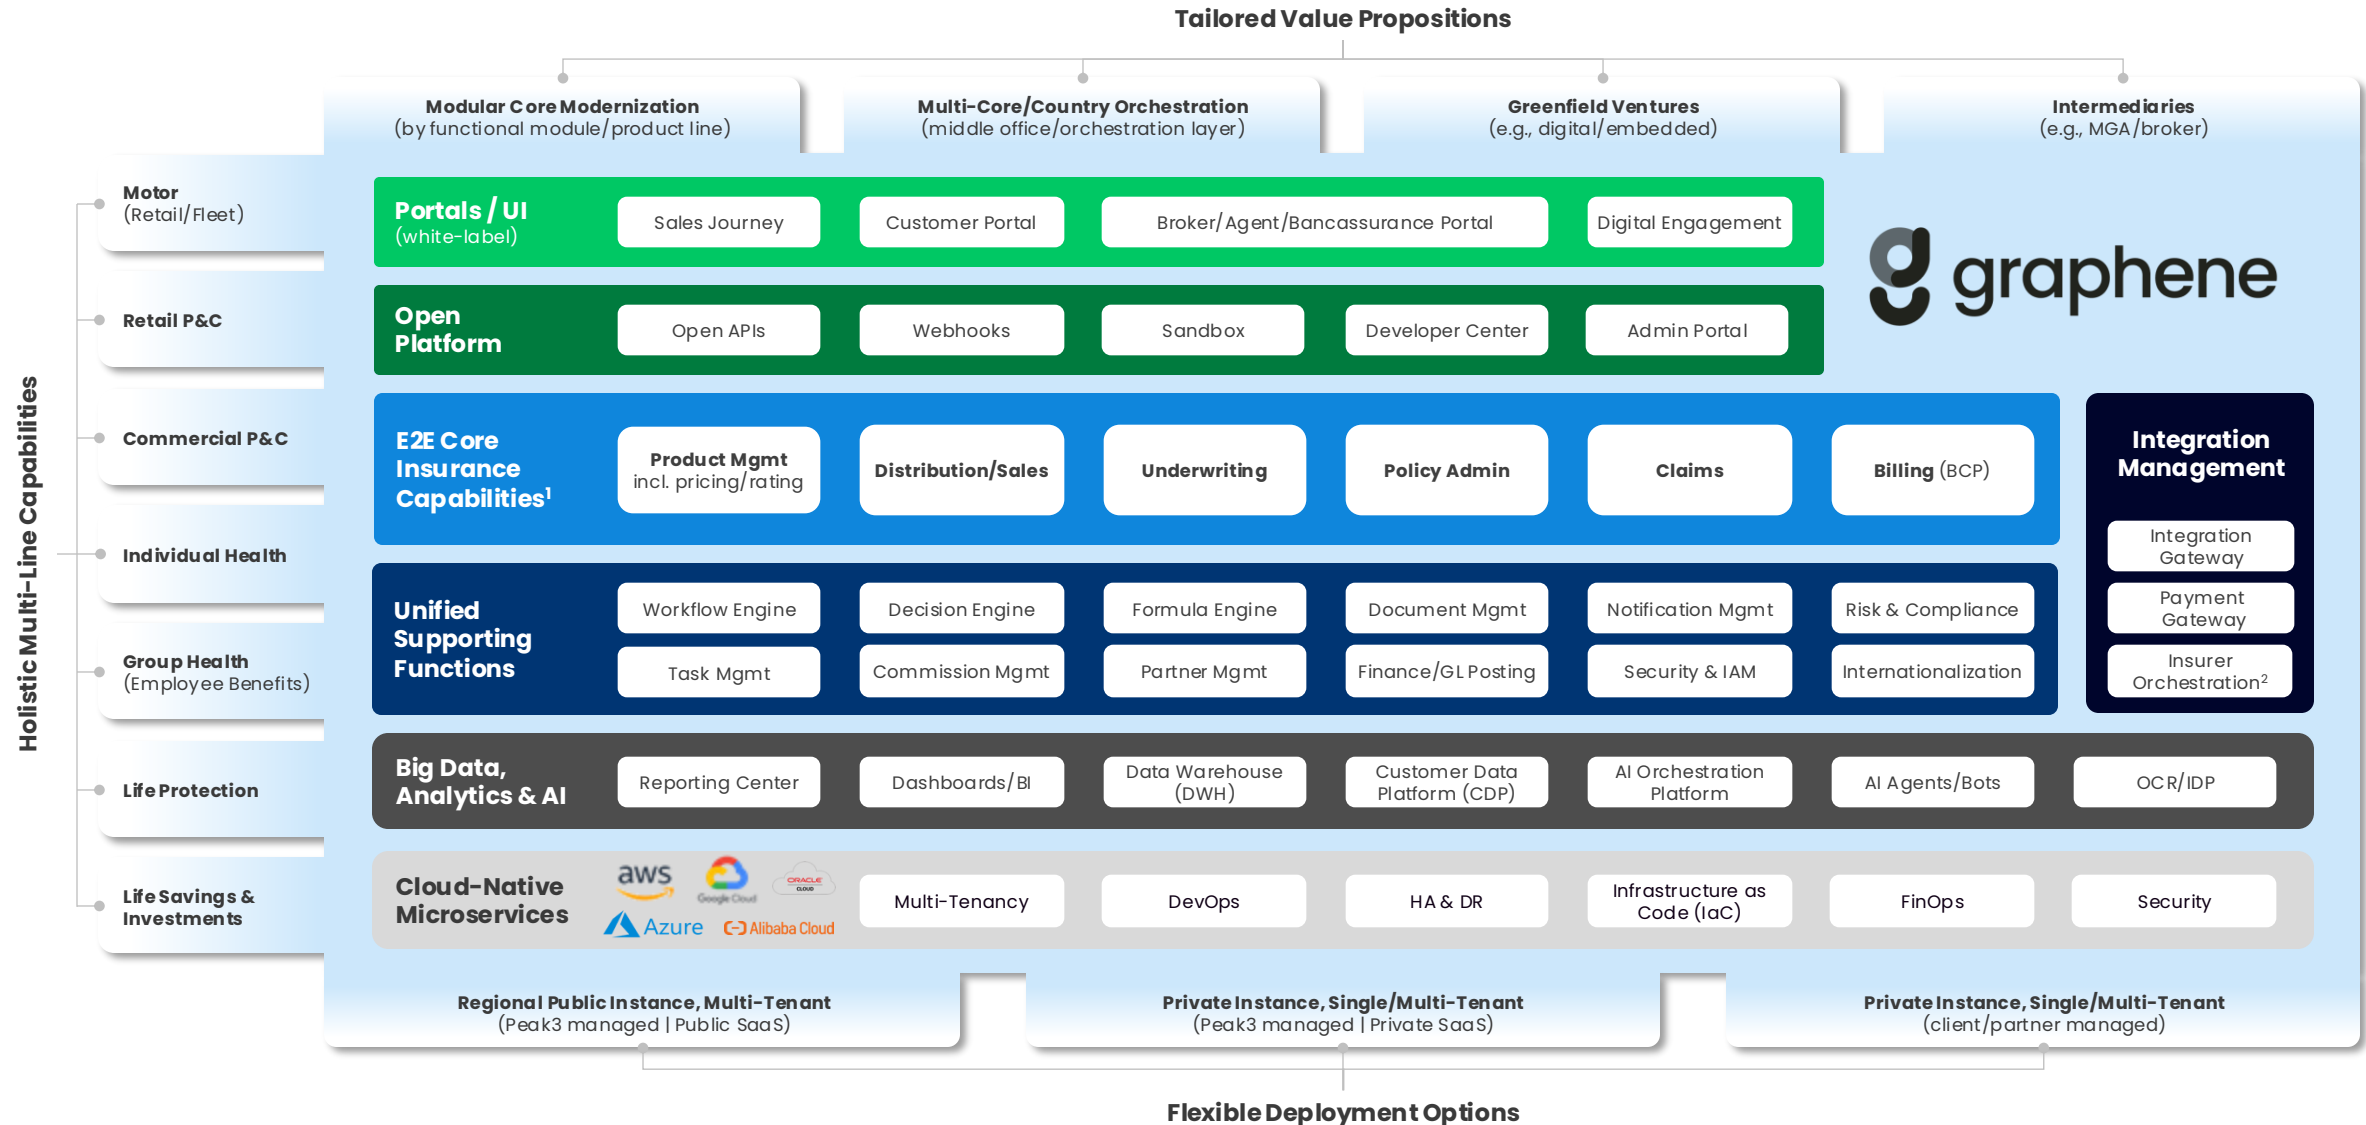 Tailored Value Propositions
Modular Core Modernization
(by functional module/product line)
Multi-Core/Country Orchestration
(middle office/orchestration layer)
Greenfield Ventures
(e.g., digital/embedded)
Intermediaries
(e.g., MGA/broker)
Holistic Multi-Line Capabilities
Motor
(Retail/Fleet)
Retail P&C
Commercial P&C
Individual Health
Group Health
(Employee Benefits)
Life Protection
Life Savings &
Investments
graphene
Portals / UI
(white-label)
Sales Journey
Customer Portal
Broker/Agent/Bancassurance Portal
Digital Engagement
Open
Platform
Open APIs
Webhooks
Sandbox
Developer Center
Admin Portal
E2E Core
Insurance
Capabilities¹
Product Mgmt
incl. pricing/rating
Distribution/Sales
Underwriting
Policy Admin
Claims
Billing (BCP)
Integration
Management
Integration
Gateway
Payment
Gateway
Insurer
Orchestration²
Unified
Supporting
Functions
Workflow Engine
Decision Engine
Formula Engine
Document Mgmt
Notification Mgmt
Risk & Compliance
Task Mgmt
Commission Mgmt
Partner Mgmt
Finance/GL Posting
Security & IAM
Internationalization
Big Data,
Analytics & AI
Reporting Center
Dashboards/BI
Data Warehouse
(DWH)
Customer Data
Platform (CDP)
AI Orchestration
Platform
AI Agents/Bots
OCR/IDP
Cloud-Native
Microservices
aws
Google Cloud
ORACLE
CLOUD
Azure
Alibaba Cloud
Multi-Tenancy
DevOps
HA & DR
Infrastructure as
Code (IaC)
FinOps
Security
Regional Public Instance, Multi-Tenant
(Peak3 managed | Public SaaS)
Private Instance, Single/Multi-Tenant
(Peak3 managed | Private SaaS)
Private Instance, Single/Multi-Tenant
(client/partner managed)
Flexible Deployment Options